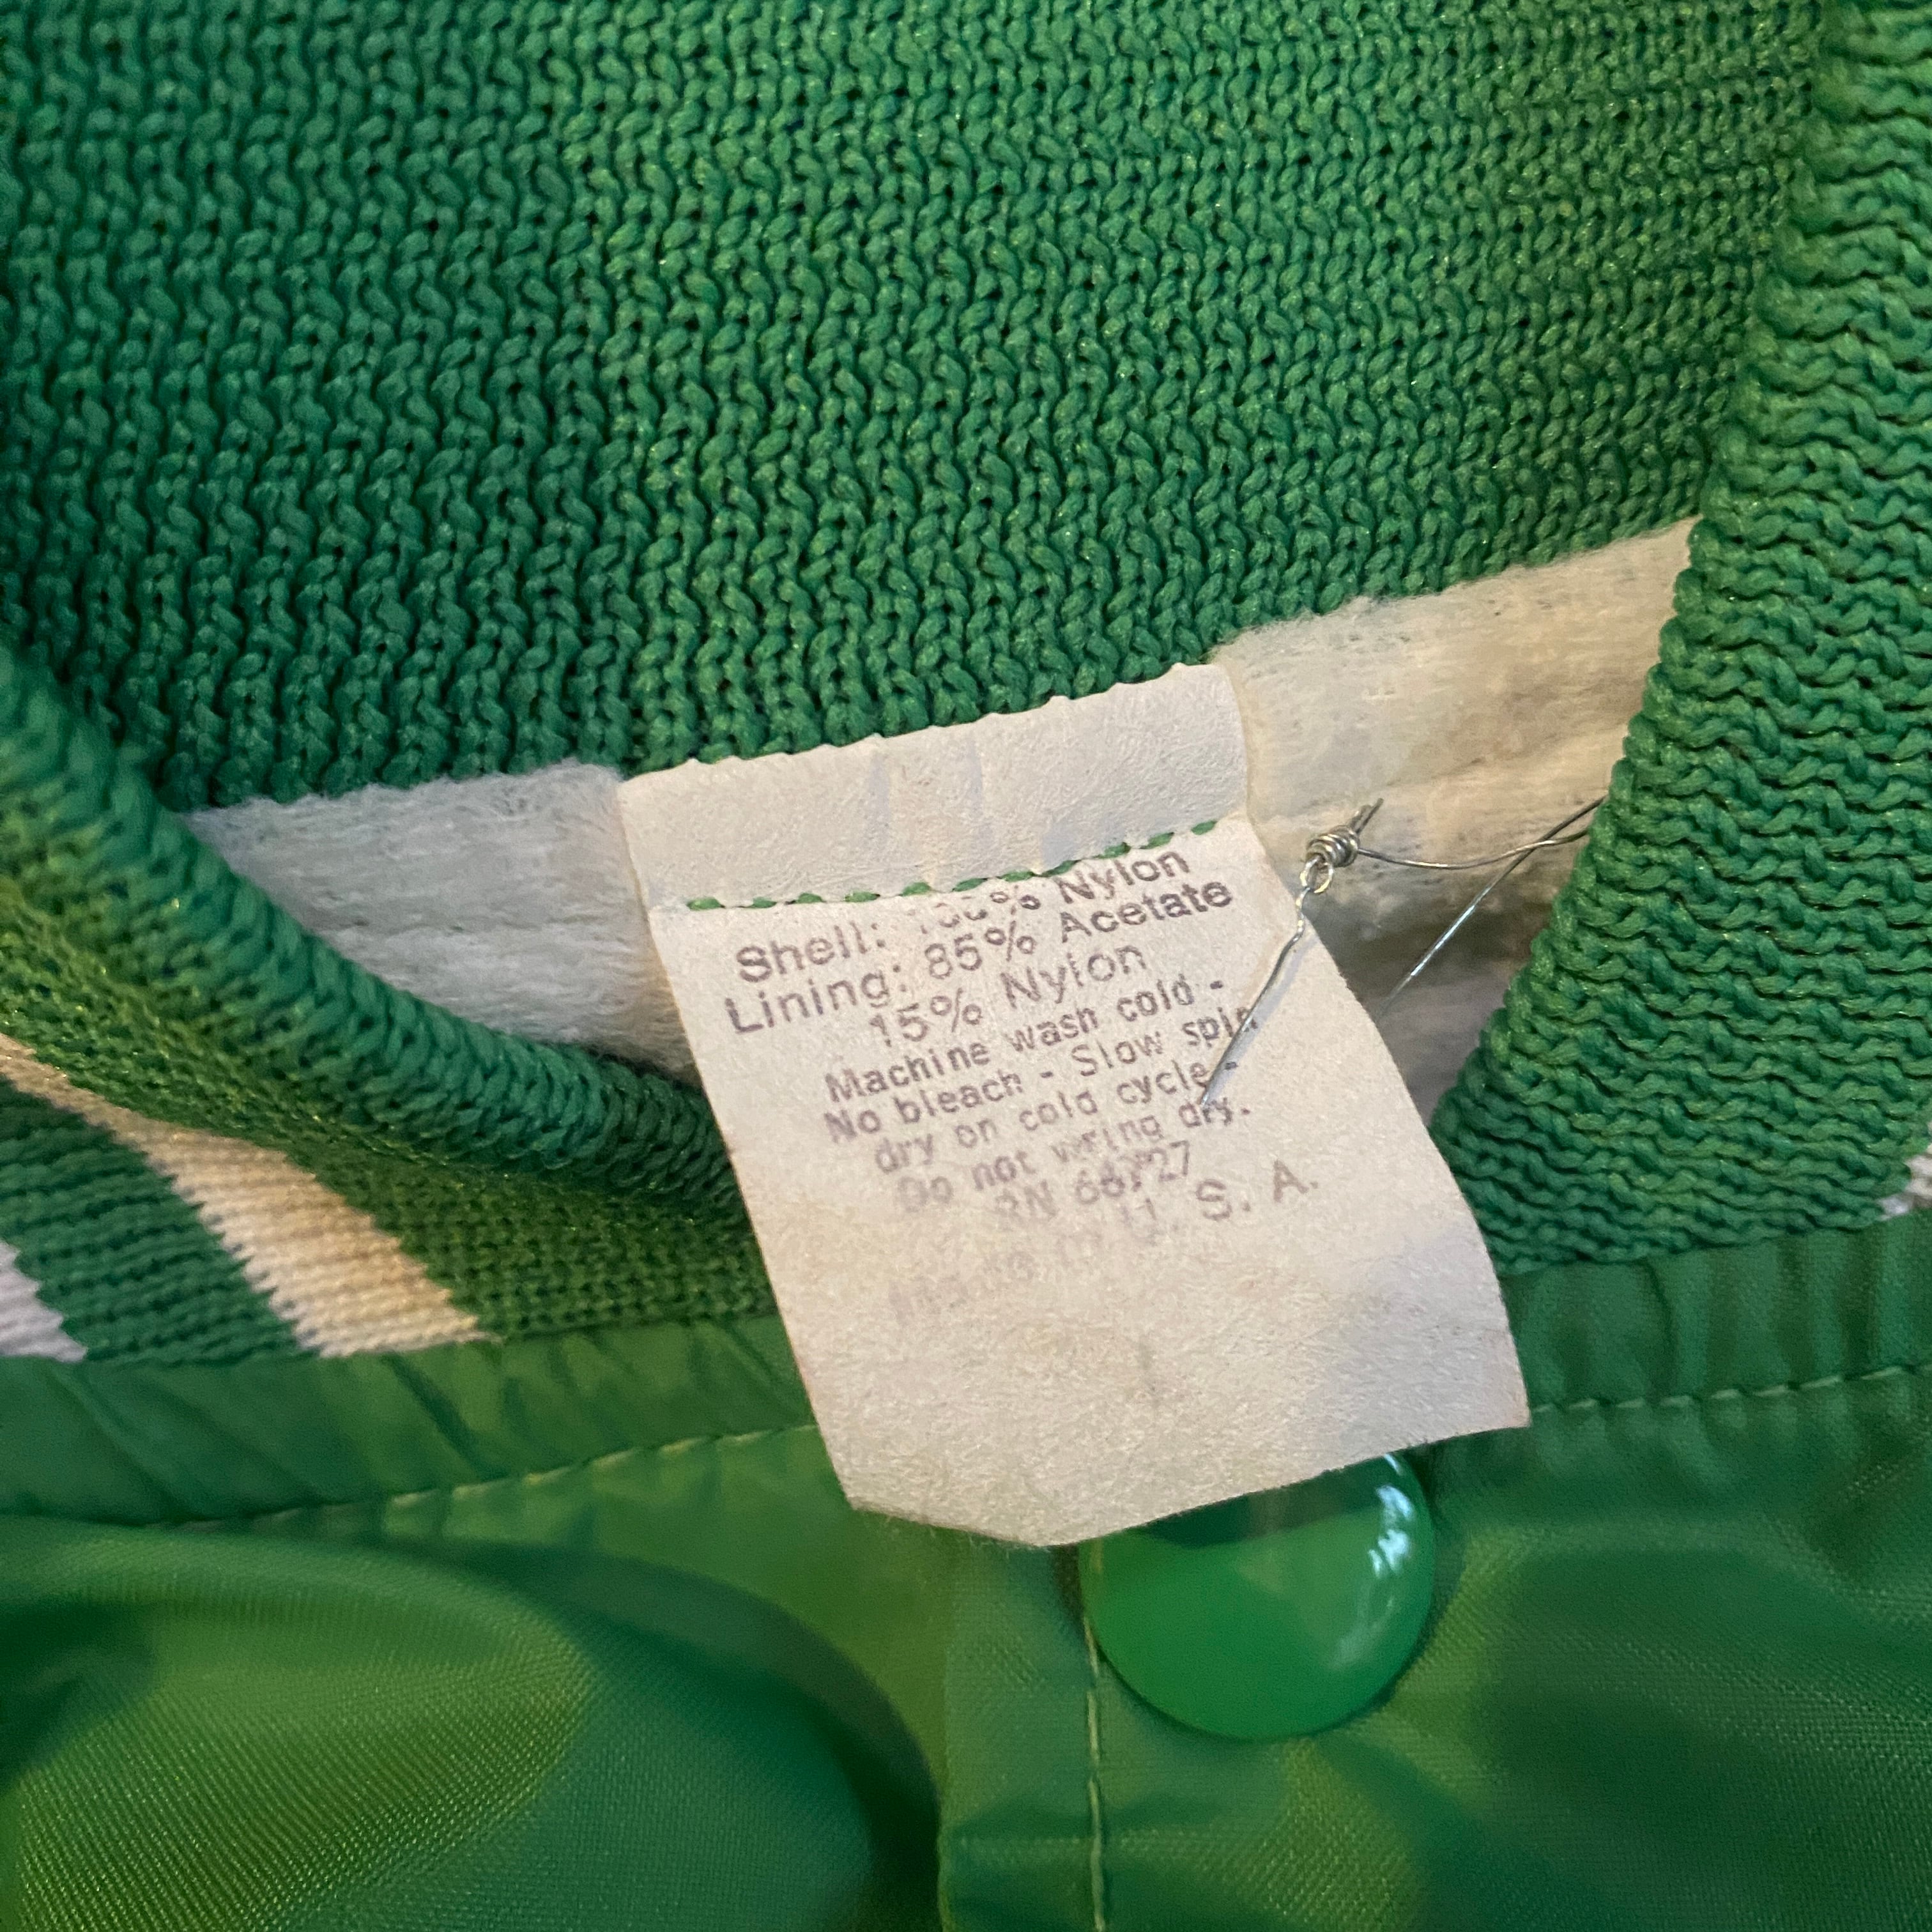 Shell: 100% Nylon
Lining: 85% Acetate
15% Nylon
Machine wash cold -
No bleach - Slow spin
dry on cold cycle -
Do not wring dry.
RN
Made in U. S. A.